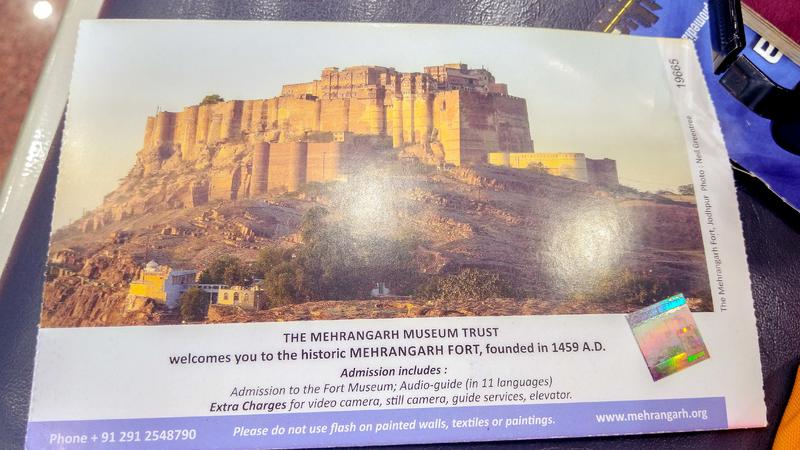 THE MEHRANGARH MUSEUM TRUST
welcomes you to the historic MEHRANGARH FORT, founded in 1459 A.D.
Admission includes :
Admission to the Fort Museum; Audio-guide (in 11 languages)
Extra Charges for video camera, still camera, guide services, elevator.
Phone + 91 291 2548790
Please do not use flash on painted walls, textiles or paintings.
www.mehrangarh.org
19665
The Mehrangarh Fort, Jodhpur Photo : Neil Greentree